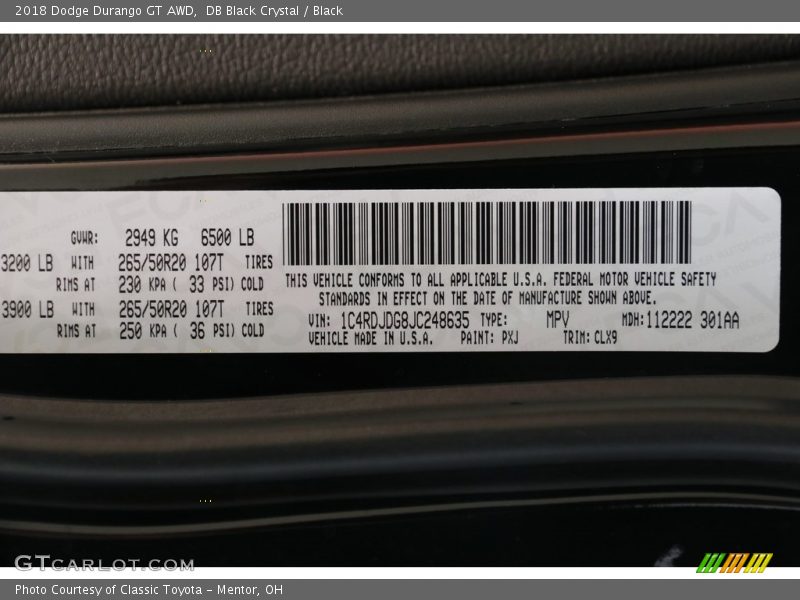 2018 Dodge Durango GT AWD,  DB Black Crystal / Black
GVWR: 2949 KG 6500 LB
3200 LB WITH 265/50R20 107T TIRES
RIMS AT 230 KPA ( 33 PSI) COLD
3900 LB WITH 265/50R20 107T TIRES
RIMS AT 250 KPA ( 36 PSI) COLD
THIS VEHICLE CONFORMS TO ALL APPLICABLE U.S.A. FEDERAL MOTOR VEHICLE SAFETY
STANDARDS IN EFFECT ON THE DATE OF MANUFACTURE SHOWN ABOVE.
VIN: 1C4RDJDG8JC248635 TYPE: MPV MDH: 112222 301AA
VEHICLE MADE IN U.S.A. PAINT: PXJ TRIM: CLX9
GTCARLOT.COM
Photo Courtesy of Classic Toyota - Mentor, OH